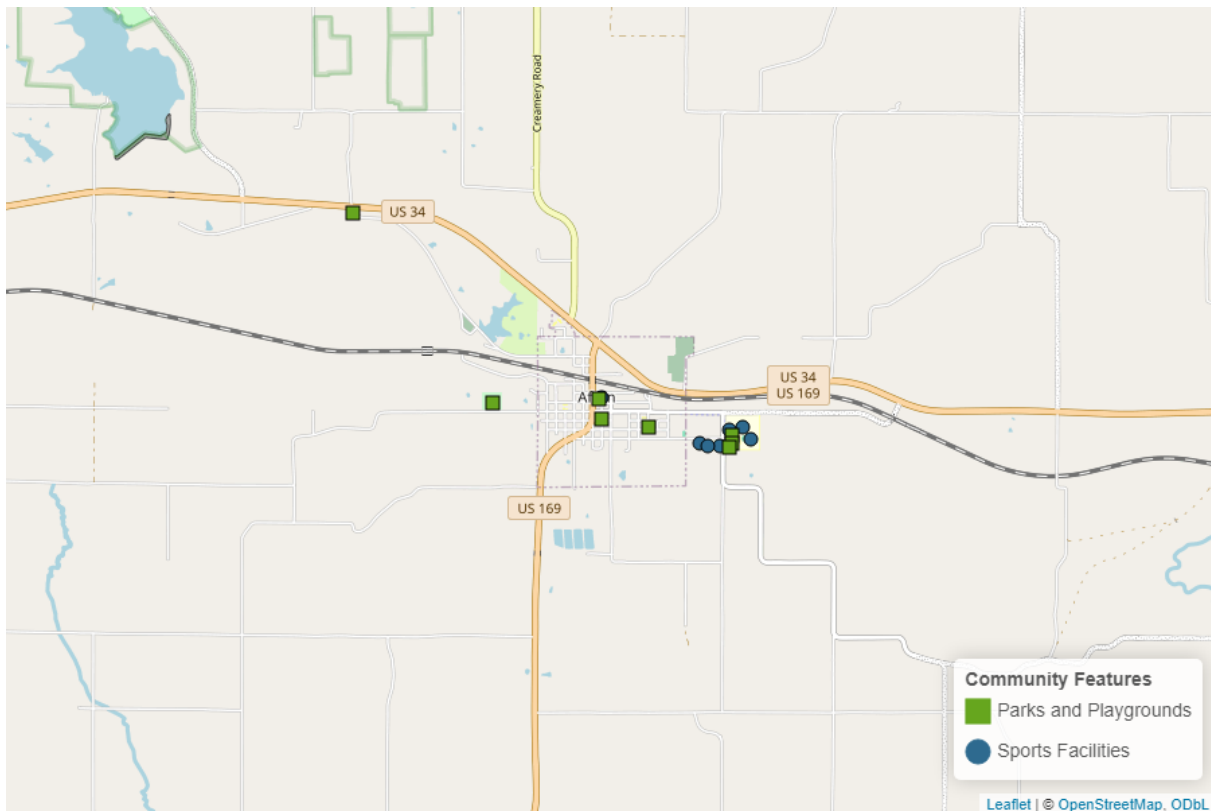 Creamery Road
US 34
US 34
US 169
US 169
Community Features
Parks and Playgrounds
Sports Facilities
Leaflet | © OpenStreetMap, ODbL